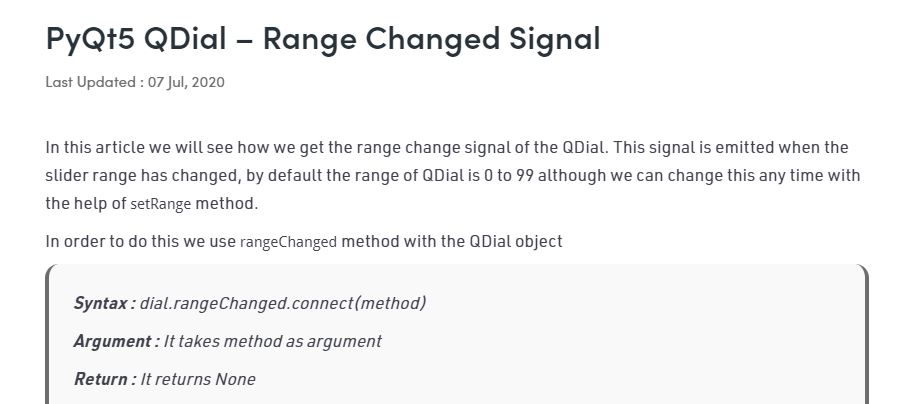 PyQt5 QDial – Range Changed Signal
Last Updated : 07 Jul, 2020
In this article we will see how we get the range change signal of the QDial. This signal is emitted when the
slider range has changed, by default the range of QDial is 0 to 99 although we can change this any time with
the help of setRange method.
In order to do this we use rangeChanged method with the QDial object
Syntax : dial.rangeChanged.connect(method)
Argument : It takes method as argument
Return : It returns None